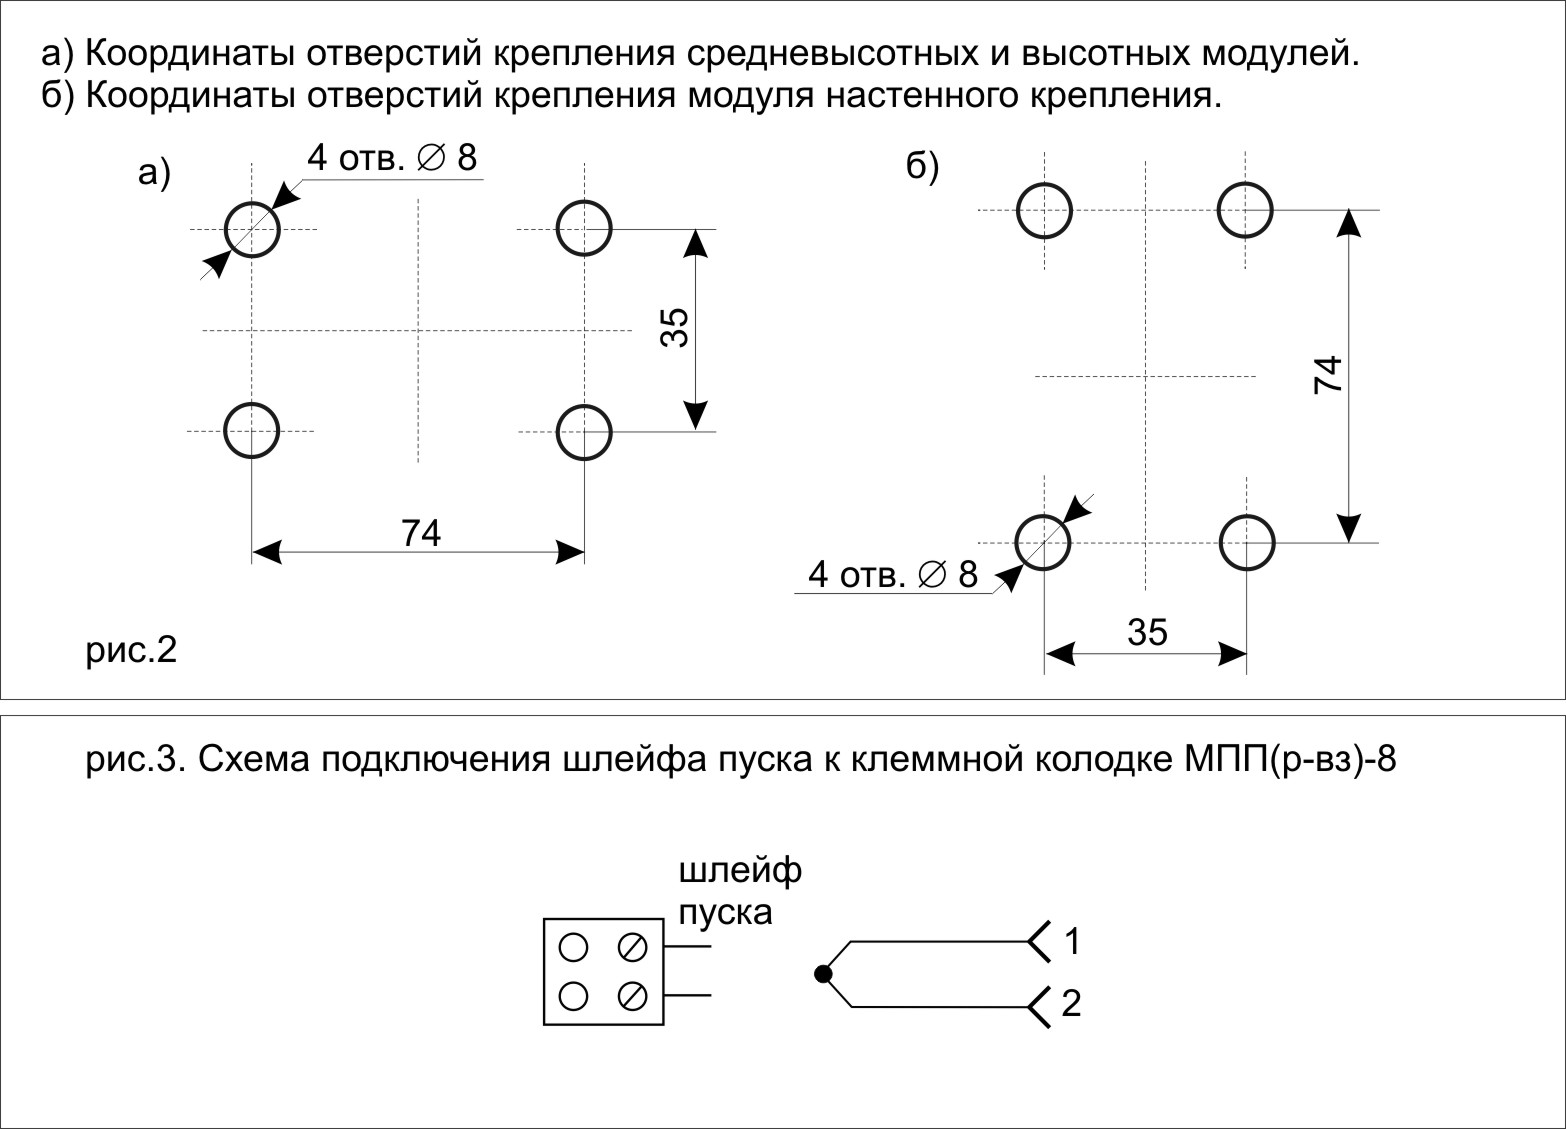 а) Координаты отверстий крепления средневысотных и высотных модулей.
б) Координаты отверстий крепления модуля настенного крепления.
а)
4 отв. ∅ 8
35
74
б)
74
4 отв. ∅ 8
35
рис.2
рис.3. Схема подключения шлейфа пуска к клеммной колодке МПП(р-вз)-8
шлейф
пуска
1
2